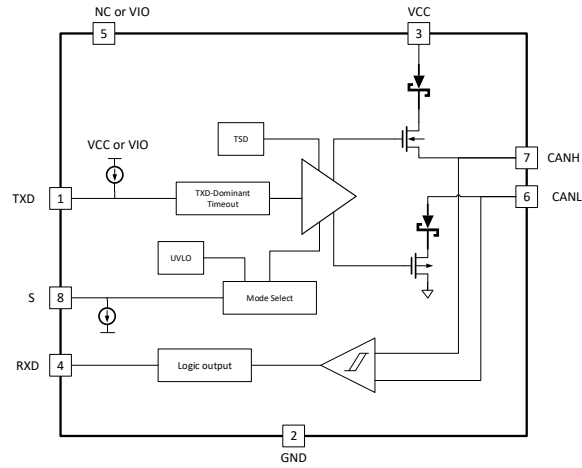 NC or VIO
5
VCC
3
TSD
VCC or VIO
TXD
1
TXD-Dominant
Timeout
7
CANH
6
CANL
UVLO
S
8
Mode Select
RXD
4
Logic output
2
GND